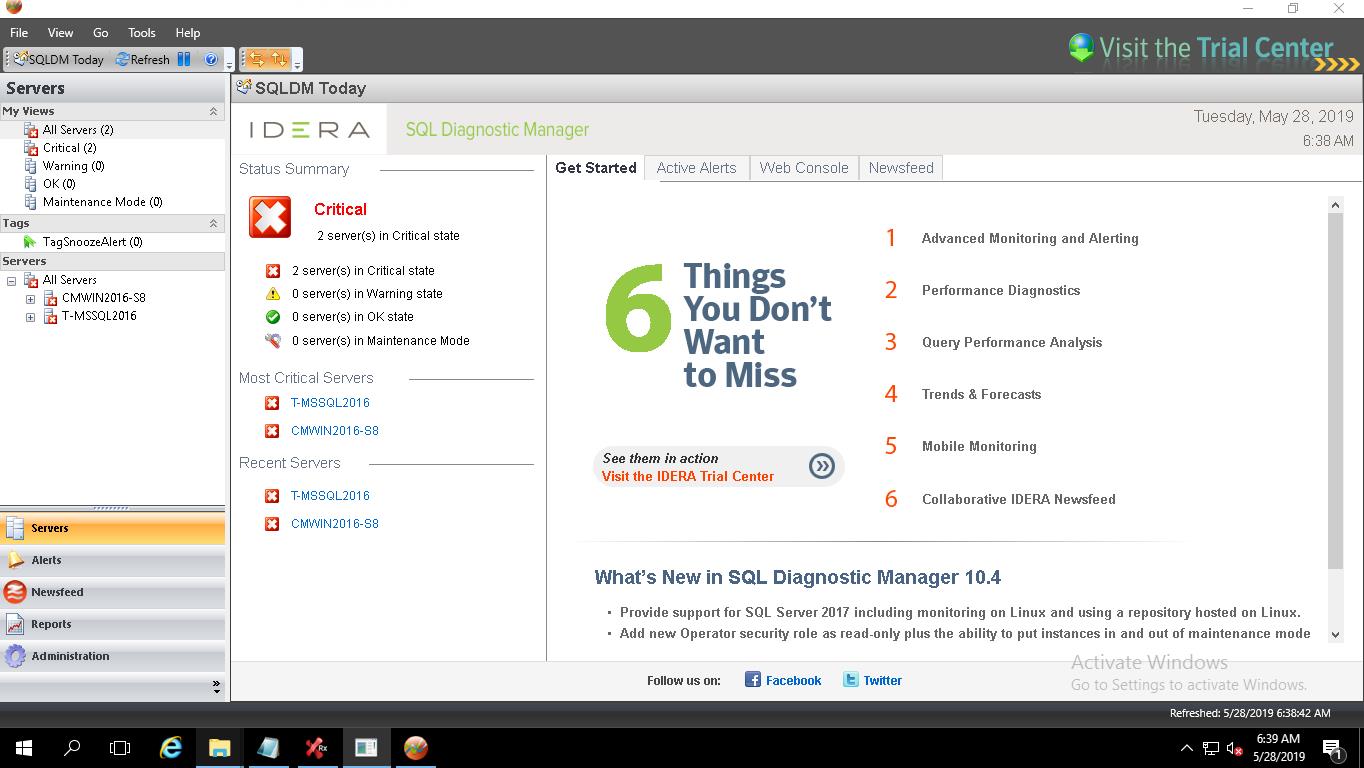 File View Go Tools Help
SQLDM Today Refresh
Visit the Trial Center
Servers
My Views
All Servers (2)
Critical (2)
Warning (0)
OK (0)
Maintenance Mode (0)
Tags
TagSnoozeAlert (0)
Servers
All Servers
CMWIN2016-S8
T-MSSQL2016
Servers
Alerts
Newsfeed
Reports
Administration
SQLDM Today
IDERA SQL Diagnostic Manager
Tuesday, May 28, 2019
6:38 AM
Status Summary
Critical
2 server(s) in Critical state
2 server(s) in Critical state
0 server(s) in Warning state
0 server(s) in OK state
0 server(s) in Maintenance Mode
Most Critical Servers
T-MSSQL2016
CMWIN2016-S8
Recent Servers
T-MSSQL2016
CMWIN2016-S8
Get Started Active Alerts Web Console Newsfeed
6 Things
You Don't
Want
to Miss
See them in action
Visit the IDERA Trial Center
1 Advanced Monitoring and Alerting
2 Performance Diagnostics
3 Query Performance Analysis
4 Trends & Forecasts
5 Mobile Monitoring
6 Collaborative IDERA Newsfeed
What's New in SQL Diagnostic Manager 10.4
• Provide support for SQL Server 2017 including monitoring on Linux and using a repository hosted on Linux.
• Add new Operator security role as read-only plus the ability to put instances in and out of maintenance mode
Activate Windows
Go to Settings to activate Windows.
Follow us on: Facebook Twitter
Refreshed: 5/28/2019 6:38:42 AM
Rx
6:39 AM
5/28/2019
1